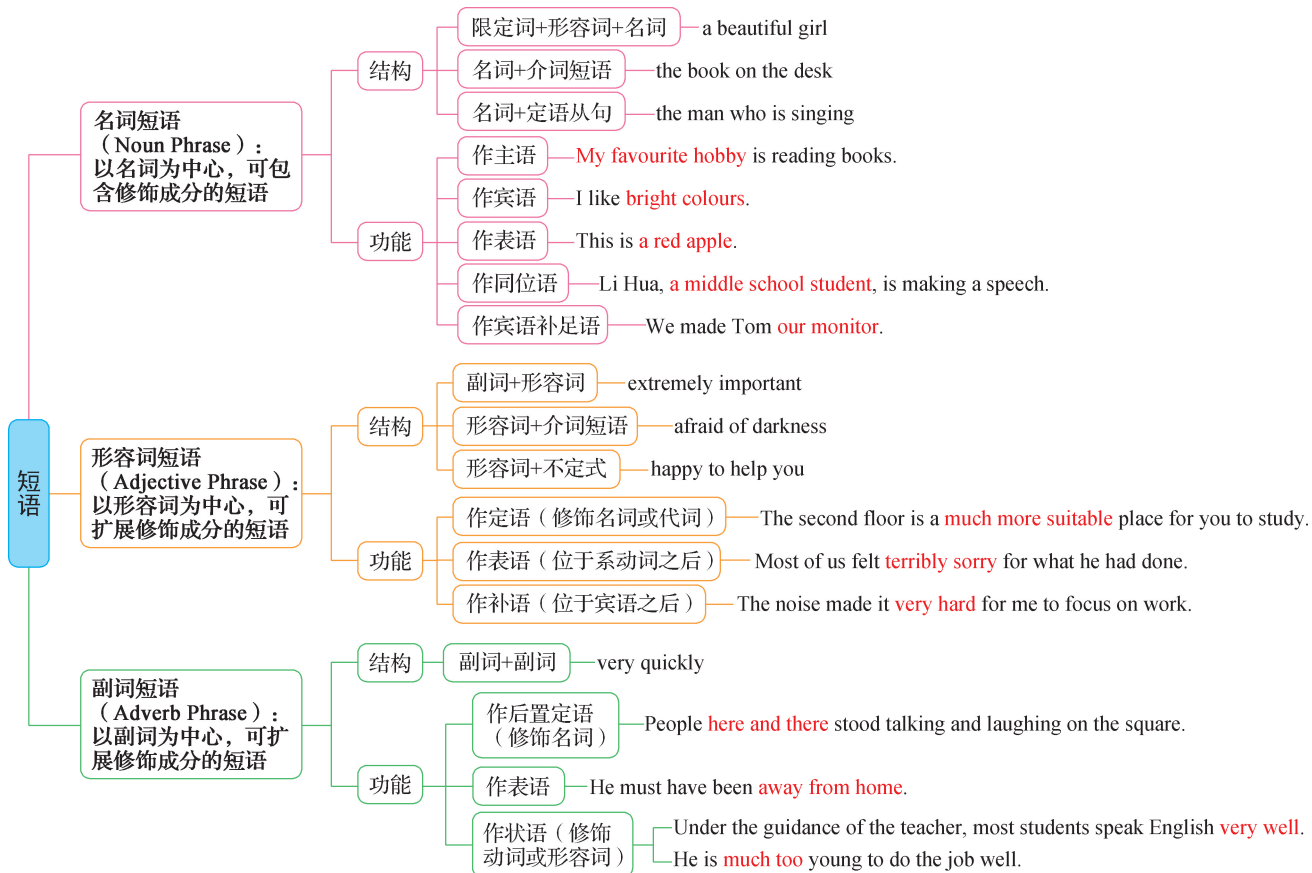 短语
名词短语
（Noun Phrase）：
以名词为中心，可包
含修饰成分的短语
结构
限定词+形容词+名词
a beautiful girl
名词+介词短语
the book on the desk
名词+定语从句
the man who is singing
功能
作主语
My favourite hobby is reading books.
作宾语
I like bright colours.
作表语
This is a red apple.
作同位语
Li Hua, a middle school student, is making a speech.
作宾语补足语
We made Tom our monitor.
形容词短语
（Adjective Phrase）：
以形容词为中心，可
扩展修饰成分的短语
结构
副词+形容词
extremely important
形容词+介词短语
afraid of darkness
形容词+不定式
happy to help you
功能
作定语（修饰名词或代词）
The second floor is a much more suitable place for you to study.
作表语（位于系动词之后）
Most of us felt terribly sorry for what he had done.
作补语（位于宾语之后）
The noise made it very hard for me to focus on work.
副词短语
（Adverb Phrase）：
以副词为中心，可扩
展修饰成分的短语
结构
副词+副词
very quickly
功能
作后置定语
（修饰名词）
People here and there stood talking and laughing on the square.
作表语
He must have been away from home.
作状语（修饰
动词或形容词）
Under the guidance of the teacher, most students speak English very well.
He is much too young to do the job well.